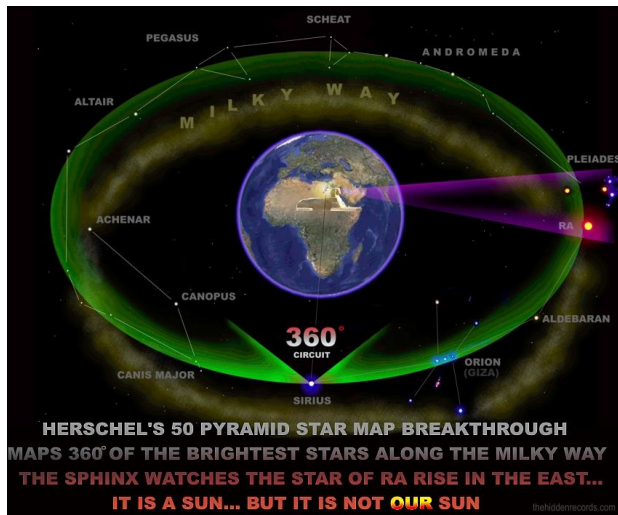 SCHEAT
PEGASUS
ANDROMEDA
ALTAIR
MILKY WAY
PLEIADES
RA
ACHENAR
CANOPUS
ALDEBARAN
360°
CIRCUIT
ORION
(GIZA)
CANIS MAJOR
SIRIUS
HERSCHEL'S 50 PYRAMID STAR MAP BREAKTHROUGH
MAPS 360° OF THE BRIGHTEST STARS ALONG THE MILKY WAY
THE SPHINX WATCHES THE STAR OF RA RISE IN THE EAST...
IT IS A SUN... BUT IT IS NOT OUR SUN
thehiddenrecords.com